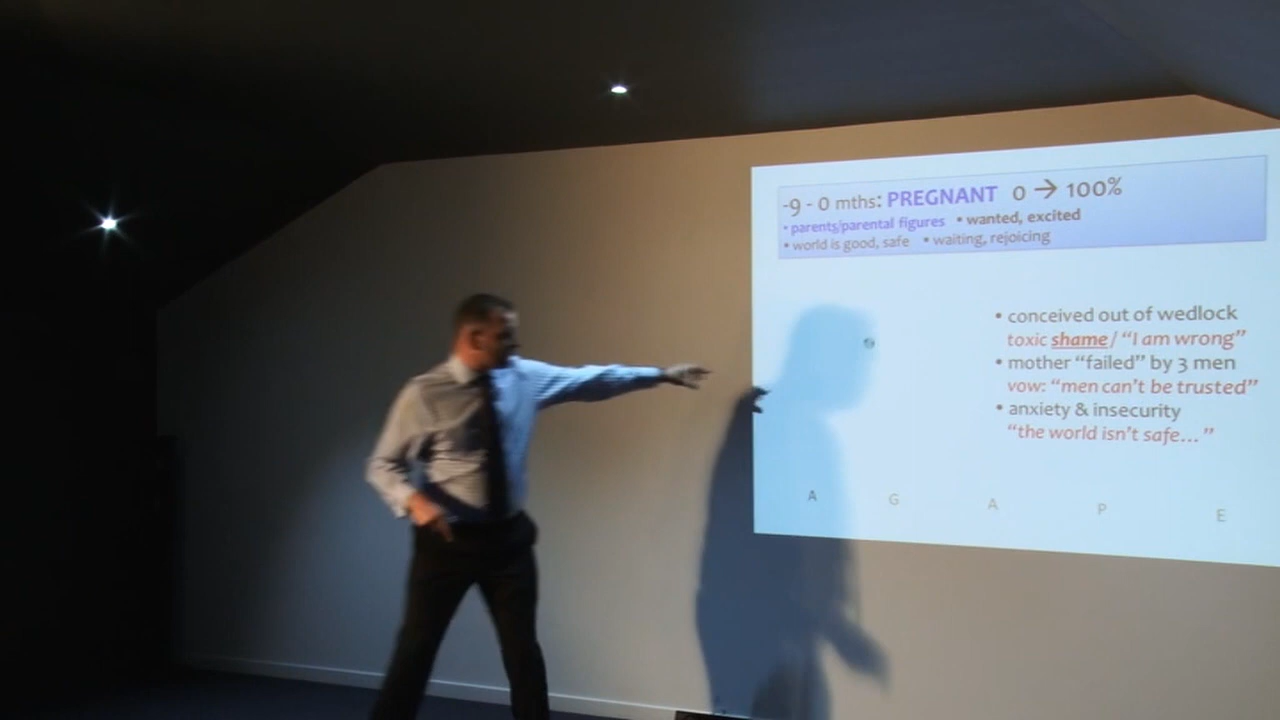 -9 - 0 mths: PREGNANT 0 → 100%
• parents/parental figures • wanted, excited
• world is good, safe • waiting, rejoicing
• conceived out of wedlock
toxic shame / “I am wrong”
• mother “failed” by 3 men
vow: “men can’t be trusted”
• anxiety & insecurity
“the world isn’t safe… ”
A G A P E